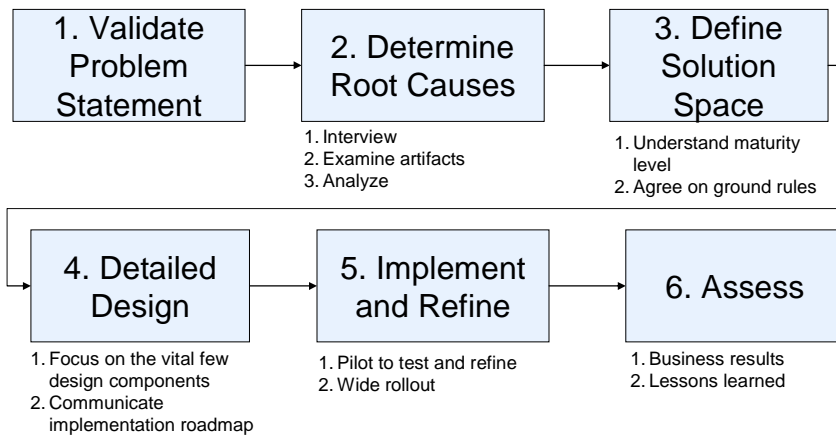 1. Validate
Problem
Statement
2. Determine
Root Causes
1. Interview
2. Examine artifacts
3. Analyze
3. Define
Solution
Space
1. Understand maturity
level
2. Agree on ground rules
4. Detailed
Design
1. Focus on the vital few
design components
2. Communicate
implementation roadmap
5. Implement
and Refine
1. Pilot to test and refine
2. Wide rollout
6. Assess
1. Business results
2. Lessons learned